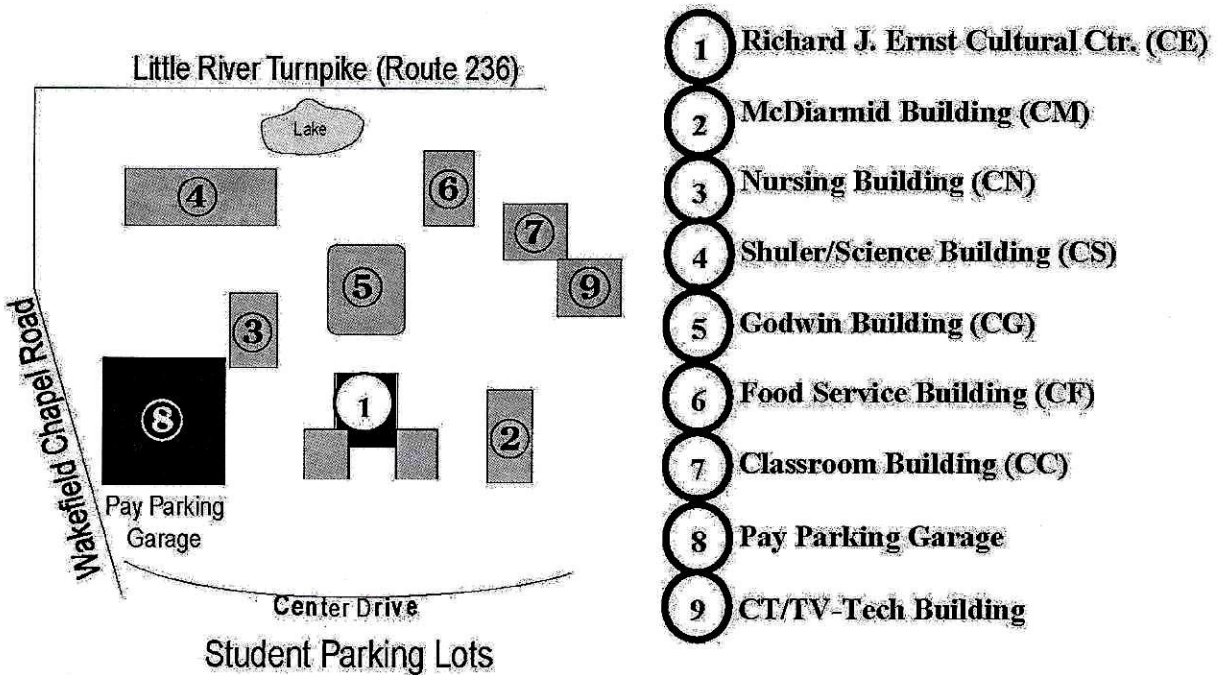 Little River Turnpike (Route 236)
Lake
4
6
7
5
9
3
1
8
2
Wakefield Chapel Road
Pay Parking
Garage
Center Drive
Student Parking Lots
1 Richard J. Ernst Cultural Ctr. (CE)
2 McDiarmid Building (CM)
3 Nursing Building (CN)
4 Shuler/Science Building (CS)
5 Godwin Building (CG)
6 Food Service Building (CF)
7 Classroom Building (CC)
8 Pay Parking Garage
9 CT/TV-Tech Building